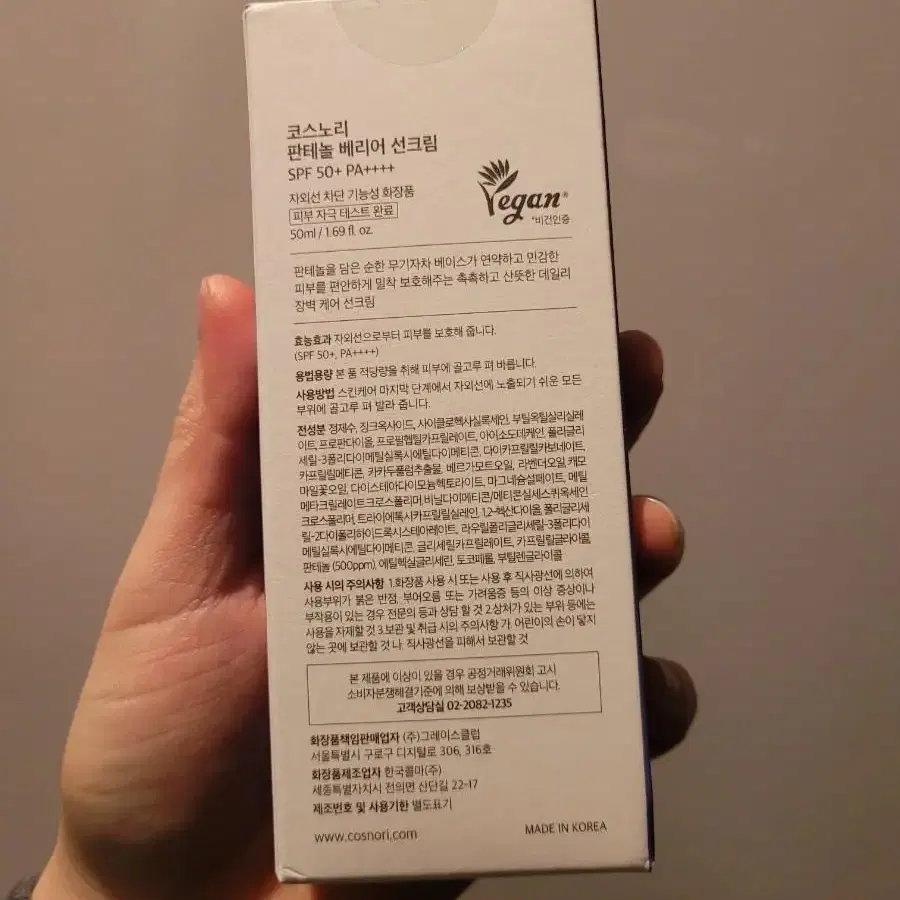 코스노리
판테놀 베리어 선크림
SPF 50+ PA++++
자외선 차단 기능성 화장품
피부 자극 테스트 완료
50ml / 1.69 fl. oz.
Vegan®
*비건인증
판테놀을 담은 순한 무기자차 베이스가 연약하고 민감한
피부를 편안하게 밀착 보호해주는 촉촉하고 산뜻한 데일리
장벽 케어 선크림
효능효과 자외선으로부터 피부를 보호해 줍니다.
(SPF 50+, PA++++)
용법용량 본 품 적당량을 취해 피부에 골고루 펴 바릅니다.
사용방법 스킨케어 마지막 단계에서 자외선에 노출되기 쉬운 모든
부위에 골고루 펴 발라 줍니다.
전성분 정제수, 징크옥사이드, 사이클로헥사실록세인, 부틸옥틸살리실레
이트, 프로판다이올, 프로필헵틸카프릴레이트, 아이소도데케인, 폴리글리
세릴-3폴리다이메틸실록시에틸다이메티콘, 다이카프릴릴카보네이트,
카프릴릴메티콘, 카카두플럼추출물, 베르가모트오일, 라벤더오일, 캐모
마일꽃오일, 다이스테아다이모늄헥토라이트, 마그네슘설페이트, 메틸
메타크릴레이트크로스폴리머, 비닐다이메티콘/메티콘실세스퀴옥세인
크로스폴리머, 트라이에톡시카프릴릴실레인, 1,2-헥산다이올, 폴리글리세
릴-2다이폴리하이드록시스테아레이트, 라우릴폴리글리세릴-3폴리다이
메틸실록시에틸다이메티콘, 글리세릴카프릴레이트, 카프릴릴글라이콜,
판테놀 (500ppm), 에틸헥실글리세린, 토코페롤, 부틸렌글라이콜
사용 시의 주의사항 1.화장품 사용 시 또는 사용 후 직사광선에 의하여
사용부위가 붉은 반점, 부어오름 또는 가려움증 등의 이상 증상이나
부작용이 있는 경우 전문의 등과 상담 할 것 2.상처가 있는 부위 등에는
사용을 자제할 것 3.보관 및 취급 시의 주의사항 가. 어린이의 손이 닿지
않는 곳에 보관할 것 나. 직사광선을 피해서 보관할 것
본 제품에 이상이 있을 경우 공정거래위원회 고시
소비자분쟁해결기준에 의해 보상받을 수 있습니다.
고객상담실 02-2082-1235
화장품책임판매업자 (주)그레이스클럽
서울특별시 구로구 디지털로 306, 316호
화장품제조업자 한국콜마(주)
세종특별자치시 전의면 산단길 22-17
제조번호 및 사용기한 별도표기
www.cosnori.com
MADE IN KOREA